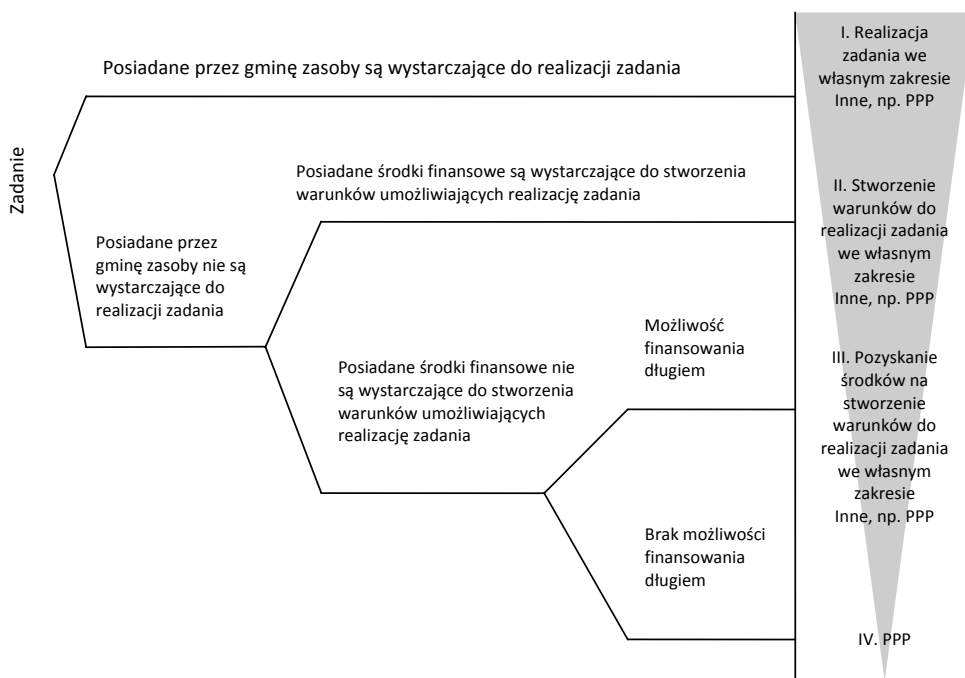 Zadanie
Posiadane przez gminę zasoby są wystarczające do realizacji zadania
Posiadane przez
gminę zasoby nie są
wystarczające do
realizacji zadania
Posiadane środki finansowe są wystarczające do stworzenia
warunków umożliwiających realizację zadania
Posiadane środki finansowe nie
są wystarczające do stworzenia
warunków umożliwiających
realizację zadania
Możliwość
finansowania
długiem
Brak możliwości
finansowania
długiem
I. Realizacja
zadania we
własnym zakresie
Inne, np. PPP
II. Stworzenie
warunków do
realizacji zadania
we własnym
zakresie
Inne, np. PPP
III. Pozyskanie
środków na
stworzenie
warunków do
realizacji zadania
we własnym
zakresie
Inne, np. PPP
IV. PPP